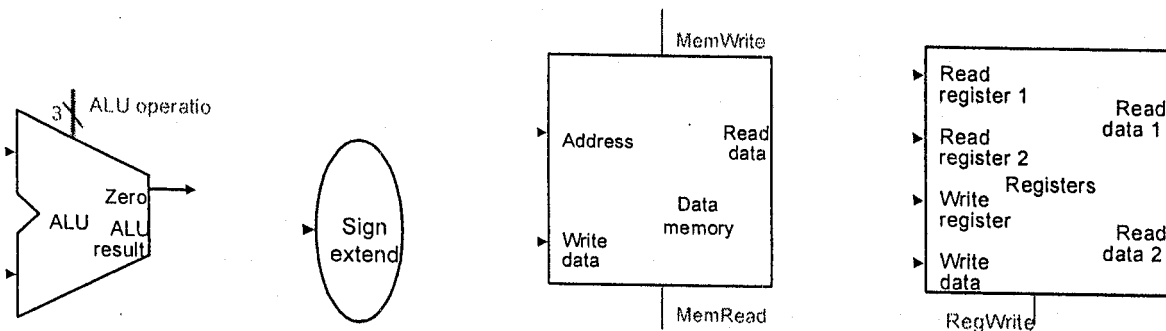 3
ALU operatio
Zero
ALU
ALU
result
Sign
extend
MemWrite
Address
Read
data
Data
memory
Write
data
MemRead
Read
register 1
Read
register 2
Write
register
Write
data
Registers
Read
data 1
Read
data 2
RegWrite